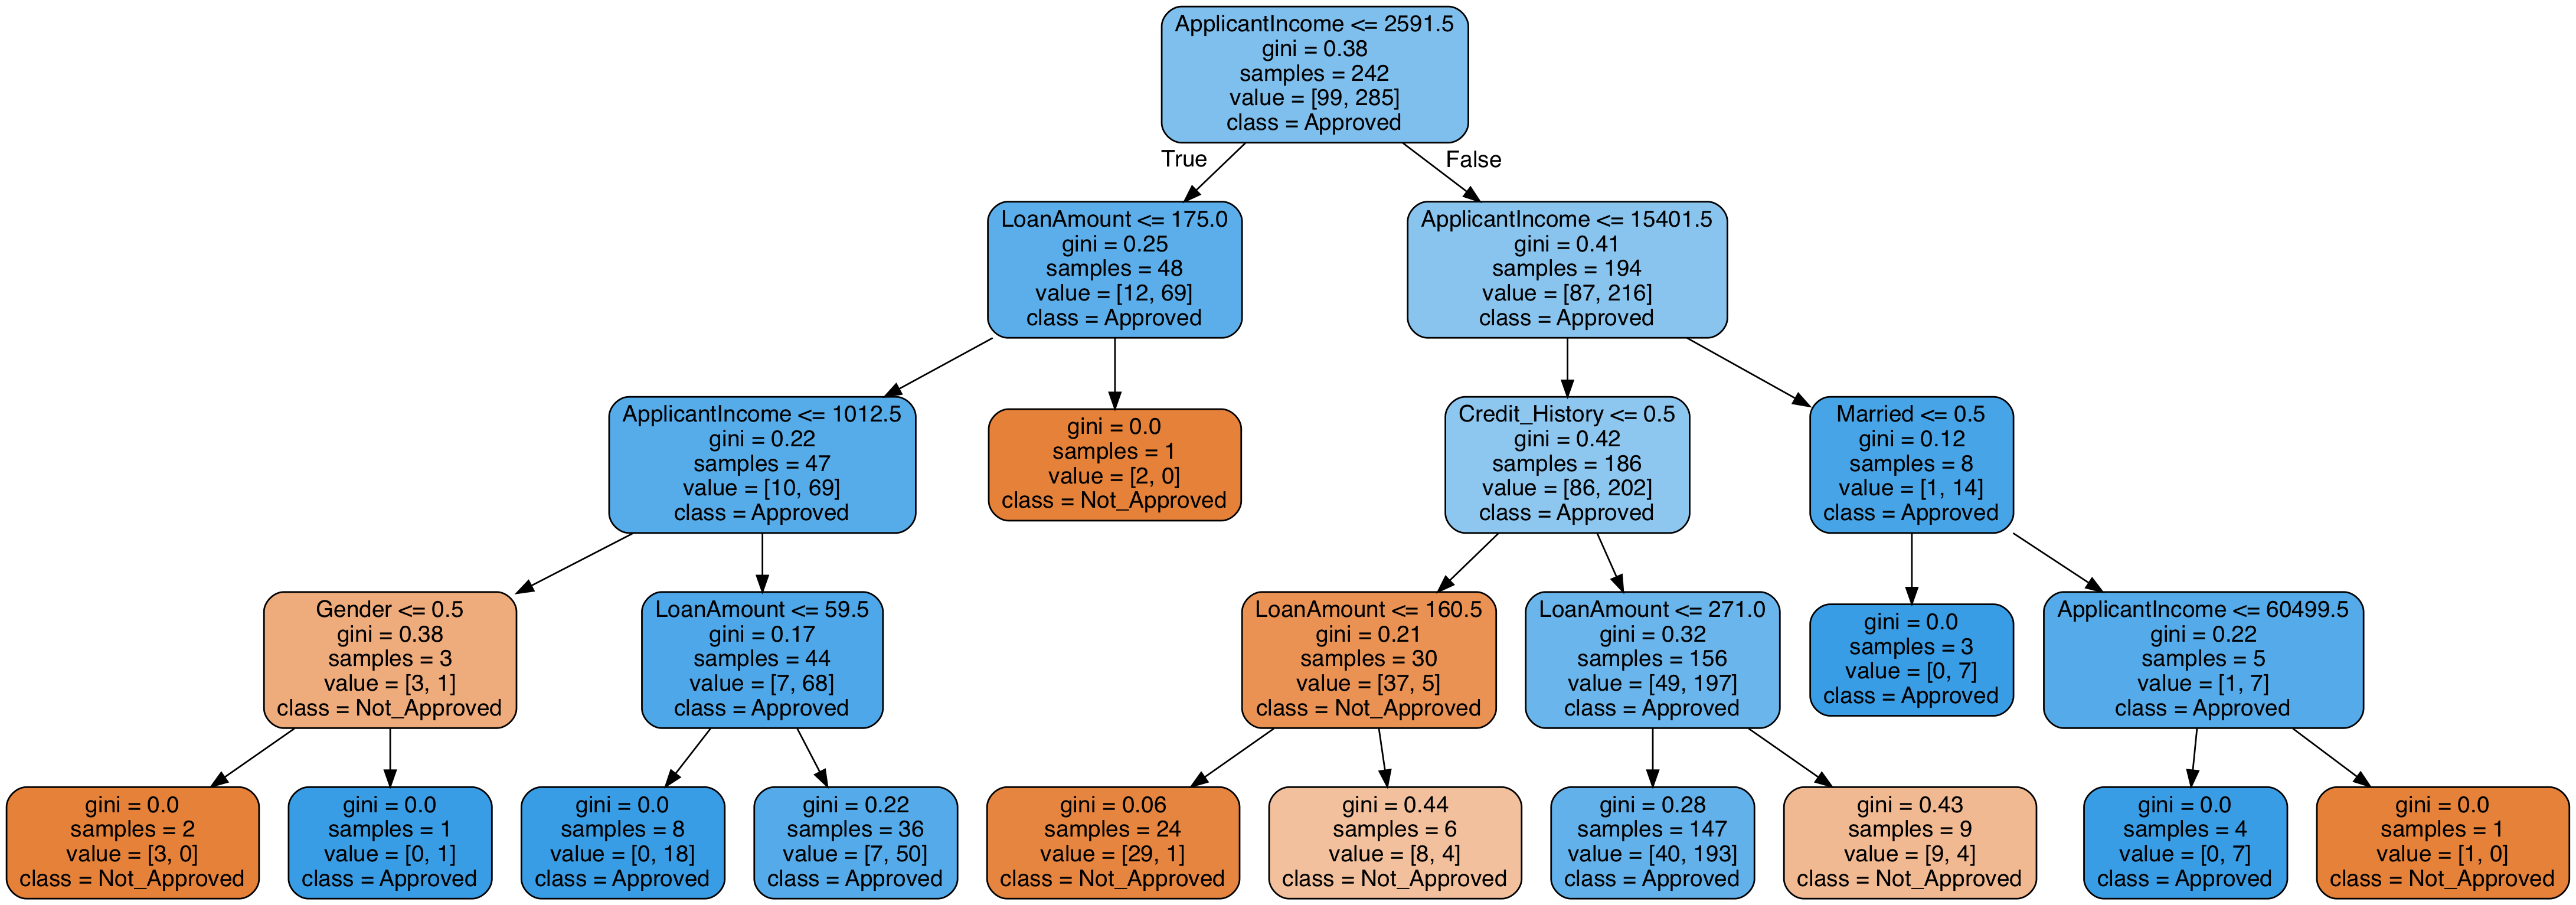 ApplicantIncome <= 2591.5
gini = 0.38
samples = 242
value = [99, 285]
class = Approved
True
False
LoanAmount <= 175.0
gini = 0.25
samples = 48
value = [12, 69]
class = Approved
ApplicantIncome <= 15401.5
gini = 0.41
samples = 194
value = [87, 216]
class = Approved
ApplicantIncome <= 1012.5
gini = 0.22
samples = 47
value = [10, 69]
class = Approved
gini = 0.0
samples = 1
value = [2, 0]
class = Not_Approved
Credit_History <= 0.5
gini = 0.42
samples = 186
value = [86, 202]
class = Approved
Married <= 0.5
gini = 0.12
samples = 8
value = [1, 14]
class = Approved
Gender <= 0.5
gini = 0.38
samples = 3
value = [3, 1]
class = Not_Approved
LoanAmount <= 59.5
gini = 0.17
samples = 44
value = [7, 68]
class = Approved
LoanAmount <= 160.5
gini = 0.21
samples = 30
value = [37, 5]
class = Not_Approved
LoanAmount <= 271.0
gini = 0.32
samples = 156
value = [49, 197]
class = Approved
gini = 0.0
samples = 3
value = [0, 7]
class = Approved
ApplicantIncome <= 60499.5
gini = 0.22
samples = 5
value = [1, 7]
class = Approved
gini = 0.0
samples = 2
value = [3, 0]
class = Not_Approved
gini = 0.0
samples = 1
value = [0, 1]
class = Approved
gini = 0.0
samples = 8
value = [0, 18]
class = Approved
gini = 0.22
samples = 36
value = [7, 50]
class = Approved
gini = 0.06
samples = 24
value = [29, 1]
class = Not_Approved
gini = 0.44
samples = 6
value = [8, 4]
class = Not_Approved
gini = 0.28
samples = 147
value = [40, 193]
class = Approved
gini = 0.43
samples = 9
value = [9, 4]
class = Not_Approved
gini = 0.0
samples = 4
value = [0, 7]
class = Approved
gini = 0.0
samples = 1
value = [1, 0]
class = Not_Approved